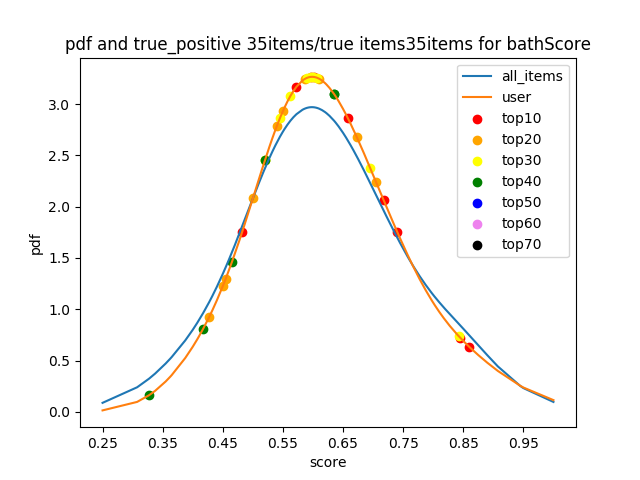 pdf and true_positive 35items/true items35items for bathScore
all_items
user
top10
top20
top30
top40
top50
top60
top70
pdf
3.0
2.5
2.0
1.5
1.0
0.5
0.0
0.25 0.35 0.45 0.55 0.65 0.75 0.85 0.95
score